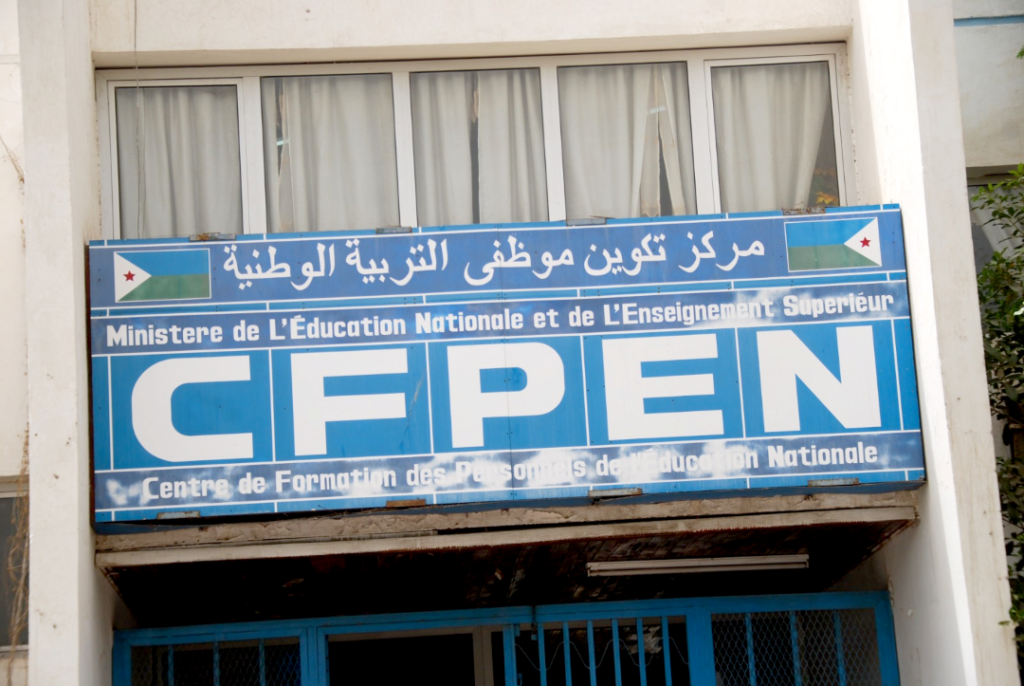 مركز تكوين موظفى التربية الوطنية
Ministere de L'Éducation Nationale et de L'Enseignement Superiéur
CFPEN
Centre de Formation des Personnels de l'Éducation Nationale